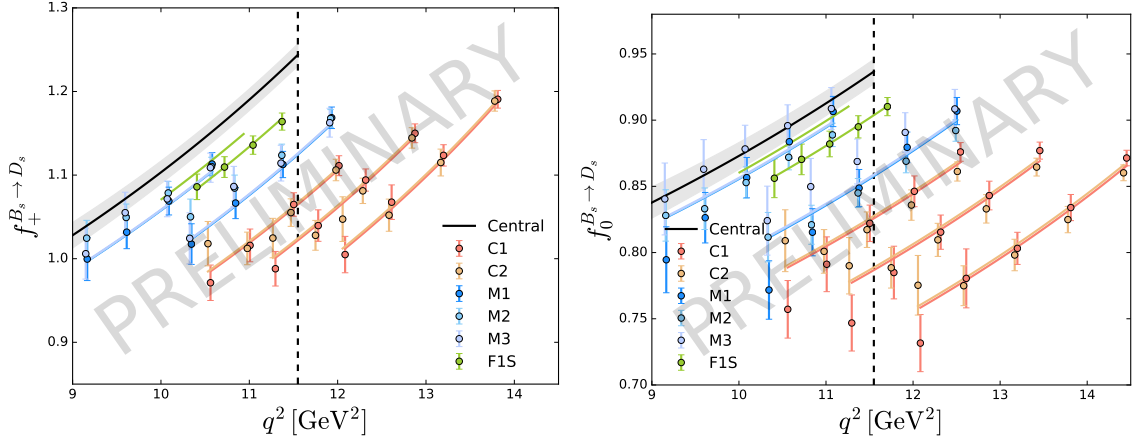 1.3
1.2
1.1
1.0
0.9
f_+^{B_s→D_s}
PRELIMINARY
Central
C1
C2
M1
M2
M3
F1S
9 10 11 12 13 14
q^2 [GeV^2]
0.95
0.90
0.85
0.80
0.75
0.70
f_0^{B_s→D_s}
PRELIMINARY
Central
C1
C2
M1
M2
M3
F1S
9 10 11 12 13 14
q^2 [GeV^2]